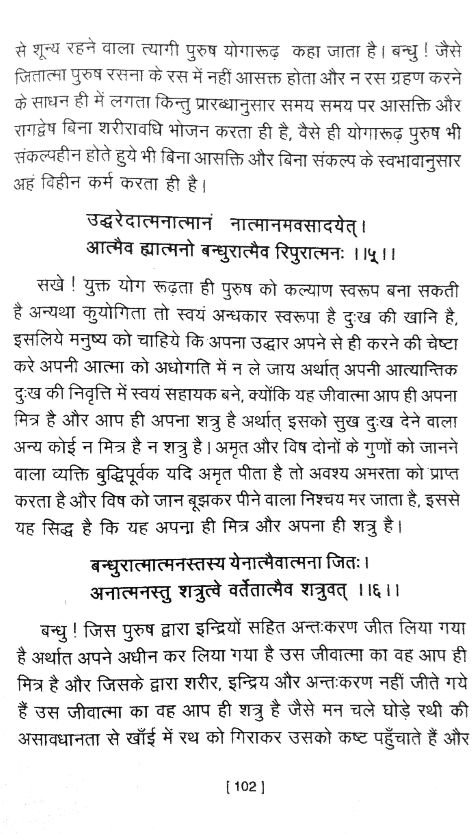 से शून्य रहने वाला त्यागी पुरुष योगारूढ़ कहा जाता है। बन्धु ! जैसे
जितात्मा पुरुष रसना के रस में नहीं आसक्त होता और न रस ग्रहण करने
के साधन ही में लगता किन्तु प्रारब्धानुसार समय समय पर आसक्ति और
रागद्वेष बिना शरीरावधि भोजन करता ही है, वैसे ही योगारूढ़ पुरुष भी
संकल्पहीन होते हुये भी बिना आसक्ति और बिना संकल्प के स्वभावानुसार
अहं विहीन कर्म करता ही है।
उद्धरेदात्मनात्मानं नात्मानमवसादयेत्।
आत्मैव ह्यात्मनो बन्धुरात्मैव रिपुरात्मनः ।।५्।।
सखे ! युक्त योग रूढ़ता ही पुरुष को कल्याण स्वरूप बना सकती
है अन्यथा कुयोगिता तो स्वयं अन्धकार स्वरूपा है दुःख की खानि है,
इसलिये मनुष्य को चाहिये कि अपना उद्धार अपने से ही करने की चेष्टा
करे अपनी आत्मा को अधोगति में न ले जाय अर्थात् अपनी आत्यान्तिक
दुःख की निवृत्ति में स्वयं सहायक बने, क्योंकि यह जीवात्मा आप ही अपना
मित्र है और आप ही अपना शत्रु है अर्थात् इसको सुख दुःख देने वाला
अन्य कोई न मित्र है न शत्रु है। अमृत और विष दोनों के गुणों को जानने
वाला व्यक्ति बुद्धिपूर्वक यदि अमृत पीता है तो अवश्य अमरता को प्राप्त
करता है और विष को जान बूझकर पीने वाला निश्चय मर जाता है, इससे
यह सिद्ध है कि यह अपना ही मित्र और अपना ही शत्रु है।
बन्धुरात्मात्मनस्तस्य येनात्मैवात्मना जितः।
अनात्मनस्तु शत्रुत्वे वर्तेतात्मैव शत्रुवत् ।।६।।
बन्धु ! जिस पुरुष द्वारा इन्द्रियों सहित अन्तःकरण जीत लिया गया
है अर्थात अपने अधीन कर लिया गया है उस जीवात्मा का वह आप ही
मित्र है और जिसके द्वारा शरीर, इन्द्रिय और अन्तःकरण नहीं जीते गये
हैं उस जीवात्मा का वह आप ही शत्रु है जैसे मन चले घोड़े रथी की
असावधानता से खाँई में रथ को गिराकर उसको कष्ट पहुँचाते हैं और
[ 102 ]